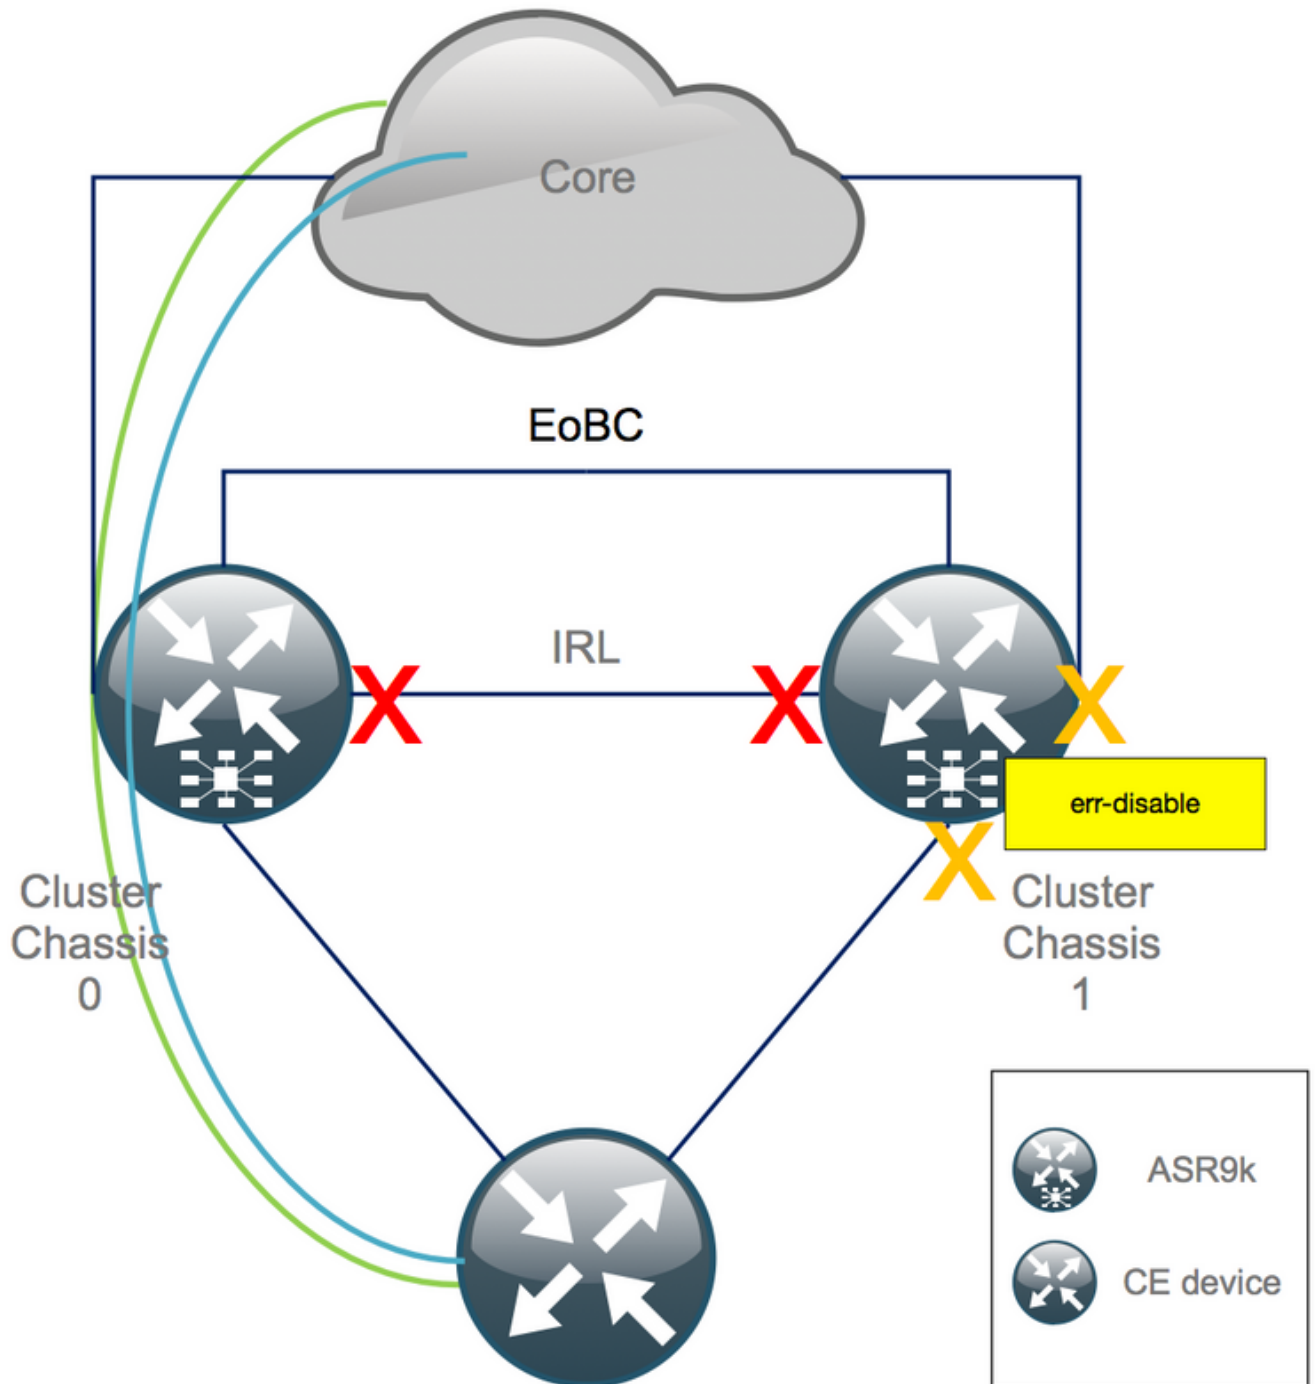 Core
EoBC
IRL
X
X
X
err-disable
X
Cluster
Chassis
0
Cluster
Chassis
1
ASR9k
CE device